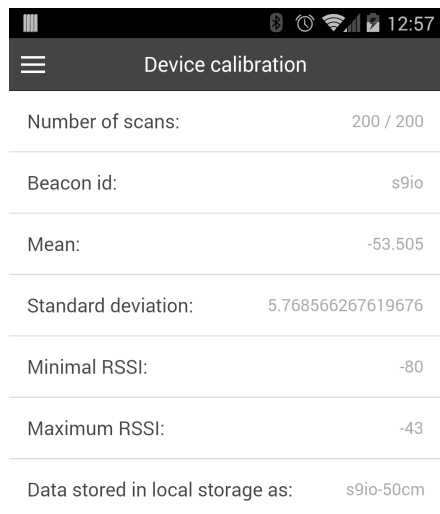 12:57
Device calibration
Number of scans: 200 / 200
Beacon id: s9io
Mean: -53.505
Standard deviation: 5.768566267619676
Minimal RSSI: -80
Maximum RSSI: -43
Data stored in local storage as: s9io-50cm